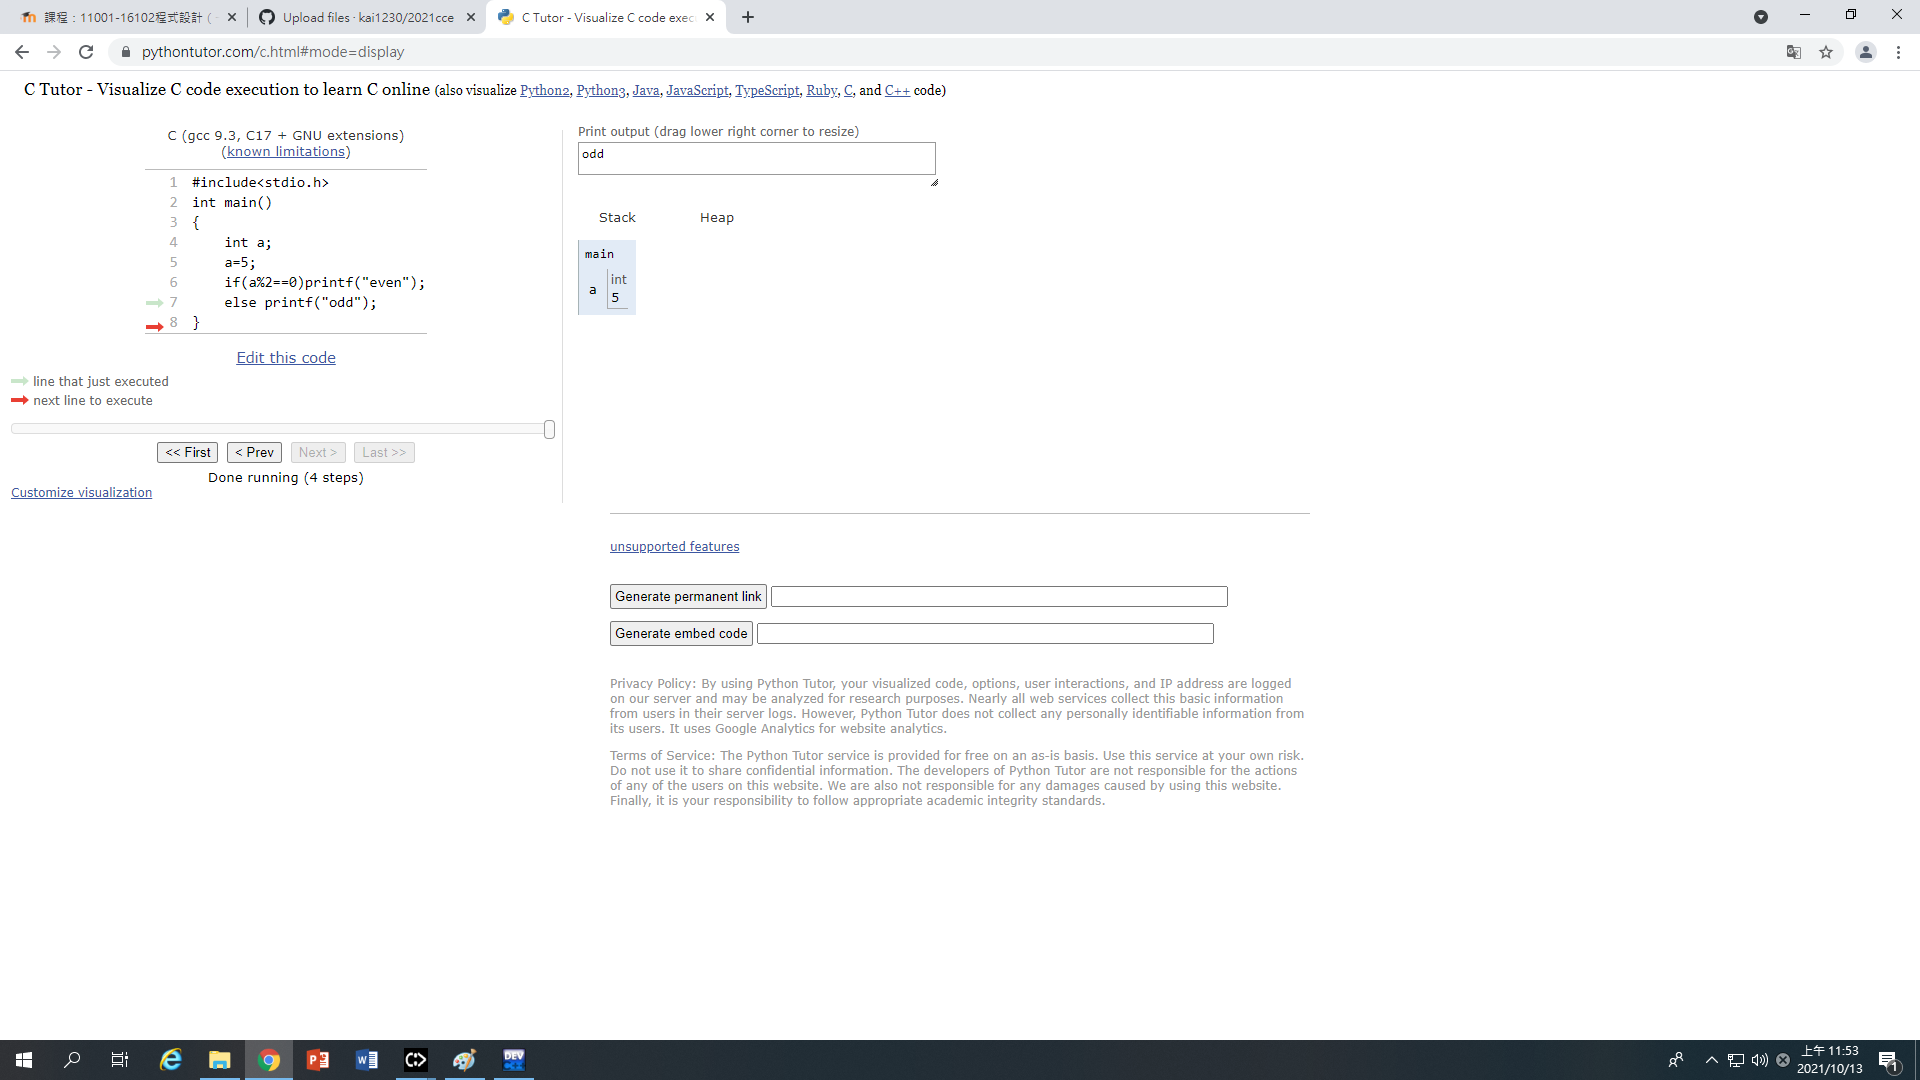 課程：11001-16102程式設計 (
Upload files · kai1230/2021cce
C Tutor - Visualize C code exec
pythontutor.com/c.html#mode=display
C Tutor - Visualize C code execution to learn C online (also visualize Python2, Python3, Java, JavaScript, TypeScript, Ruby, C, and C++ code)
C (gcc 9.3, C17 + GNU extensions)
(known limitations)
1 #include<stdio.h>
2 int main()
3 {
4 int a;
5 a=5;
6 if(a%2==0)printf("even");
7 else printf("odd");
8 }
Edit this code
line that just executed
next line to execute
<< First
< Prev
Next >
Last >>
Done running (4 steps)
Customize visualization
Print output (drag lower right corner to resize)
odd
Stack
Heap
main
int
a
5
unsupported features
Generate permanent link
Generate embed code
Privacy Policy: By using Python Tutor, your visualized code, options, user interactions, and IP address are logged
on our server and may be analyzed for research purposes. Nearly all web services collect this basic information
from users in their server logs. However, Python Tutor does not collect any personally identifiable information from
its users. It uses Google Analytics for website analytics.
Terms of Service: The Python Tutor service is provided for free on an as-is basis. Use this service at your own risk.
Do not use it to share confidential information. The developers of Python Tutor are not responsible for the actions
of any of the users on this website. We are also not responsible for any damages caused by using this website.
Finally, it is your responsibility to follow appropriate academic integrity standards.
DEV
上午 11:53
2021/10/13
1